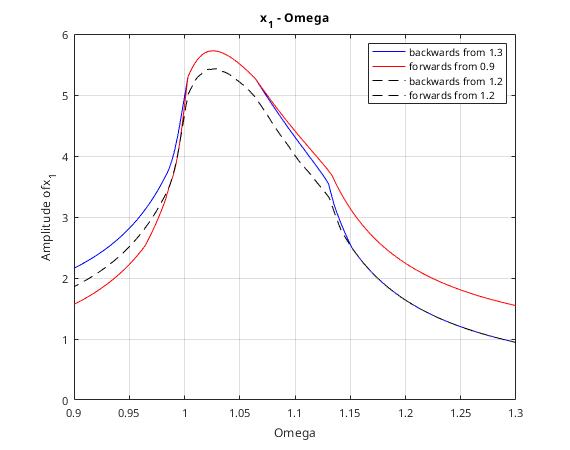 x1 - Omega
backwards from 1.3
forwards from 0.9
backwards from 1.2
forwards from 1.2
Amplitude ofx1
6
5
4
3
2
1
0
0.9 0.95 1 1.05 1.1 1.15 1.2 1.25 1.3
Omega